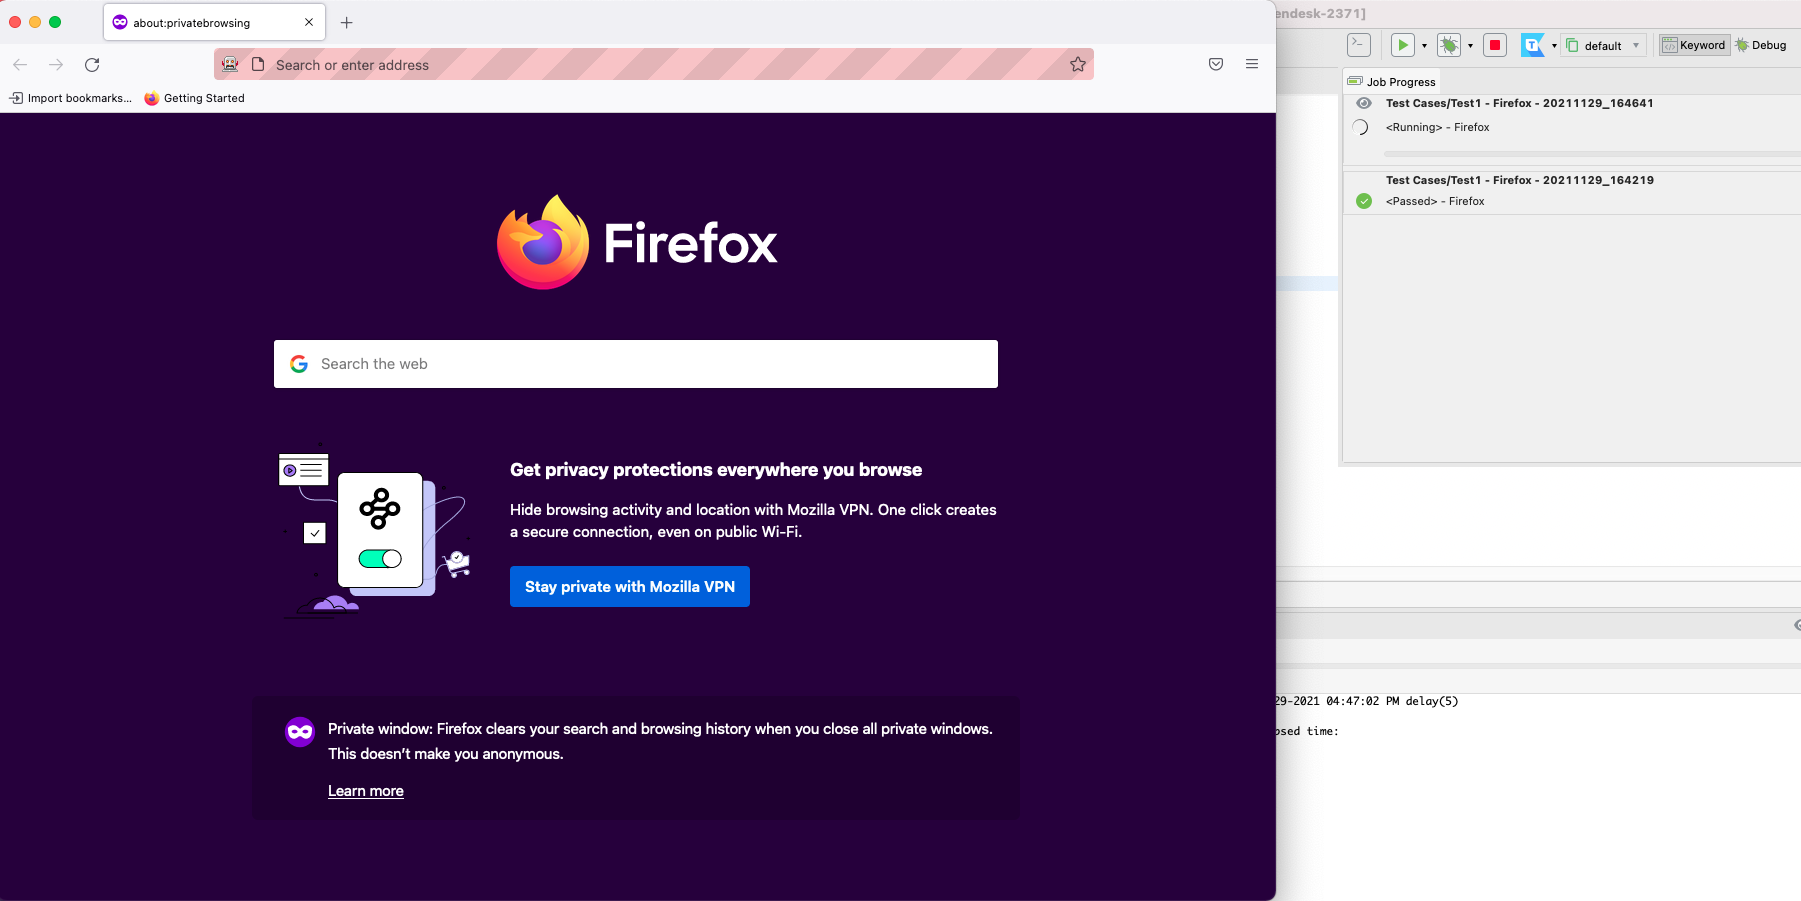 about:privatebrowsing
Search or enter address
Import bookmarks...
Getting Started
Firefox
Search the web
Get privacy protections everywhere you browse
Hide browsing activity and location with Mozilla VPN. One click creates
a secure connection, even on public Wi-Fi.
Stay private with Mozilla VPN
Private window: Firefox clears your search and browsing history when you close all private windows.
This doesn’t make you anonymous.
Learn more
endesk-2371]
default
Keyword
Debug
Job Progress
Test Cases/Test1 - Firefox - 20211129_164641
<Running> - Firefox
Test Cases/Test1 - Firefox - 20211129_164219
<Passed> - Firefox
29-2021 04:47:02 PM delay(5)
psed time: